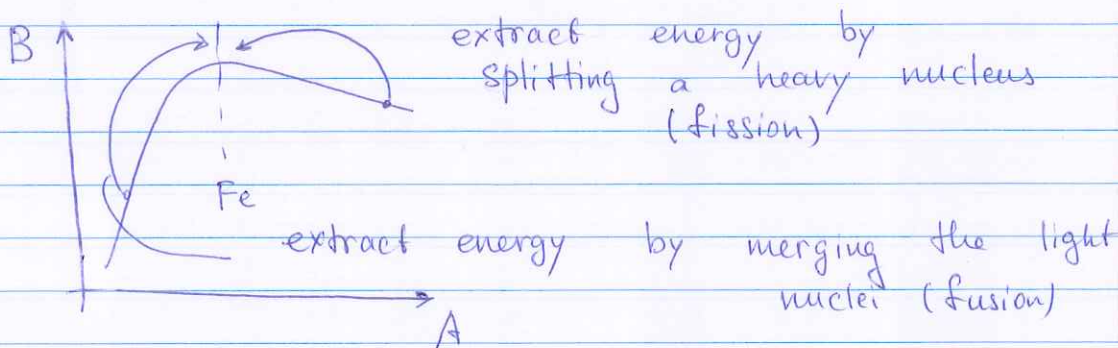 B
extract energy by
splitting a heavy nucleus
(fission)
Fe
extract energy by merging the light
nuclei (fusion)
A